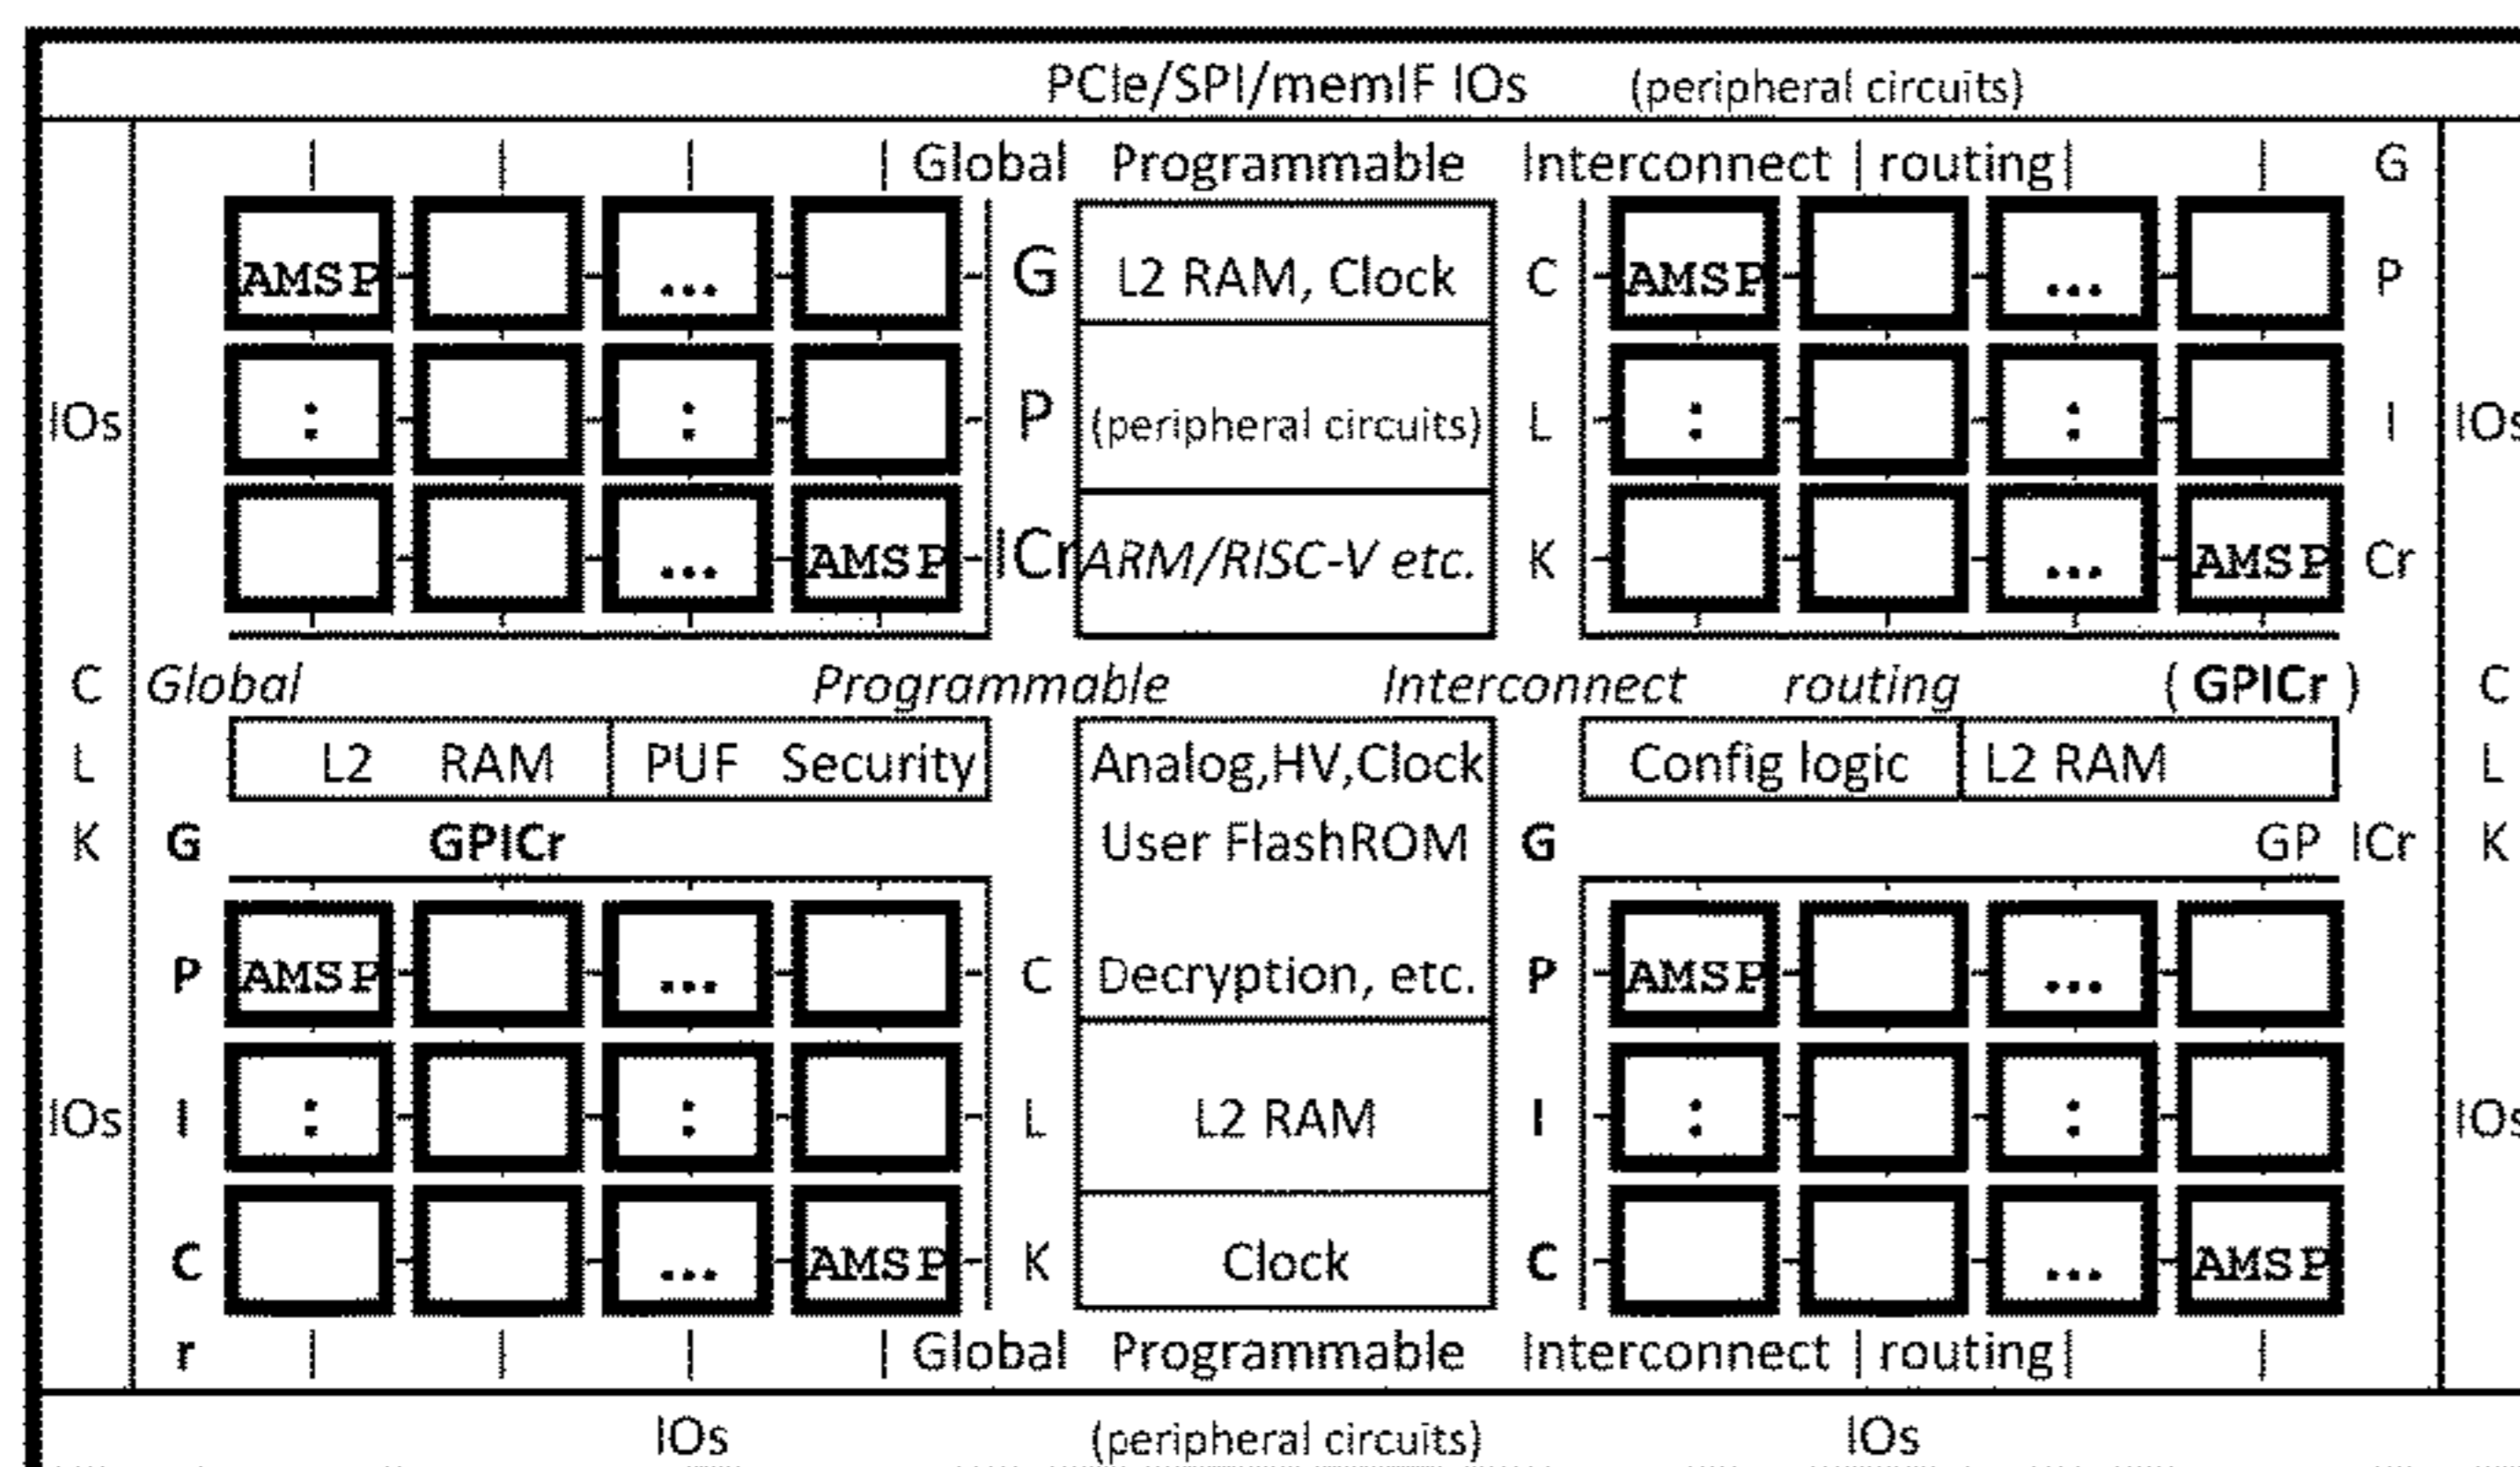 PCIe/SPI/memIF IOs (peripheral circuits)
Global Programmable Interconnect routing G
AMSP ... G L2 RAM, Clock C AMSP ... P
IOs : : P (peripheral circuits) L : : I IOs
... AMSP ICr ARM/RISC-V etc. K ... AMSP Cr
C Global Programmable Interconnect routing (GPICr) C
L L2 RAM PUF Security Analog,HV,Clock Config logic L2 RAM L
K G GPICr User FlashROM G GP ICr K
P AMSP ... C Decryption, etc. P AMSP ...
IOs I : : L L2 RAM I : : IOs
C ... AMSP K Clock C ... AMSP
r Global Programmable Interconnect routing
IOs (peripheral circuits) IOs